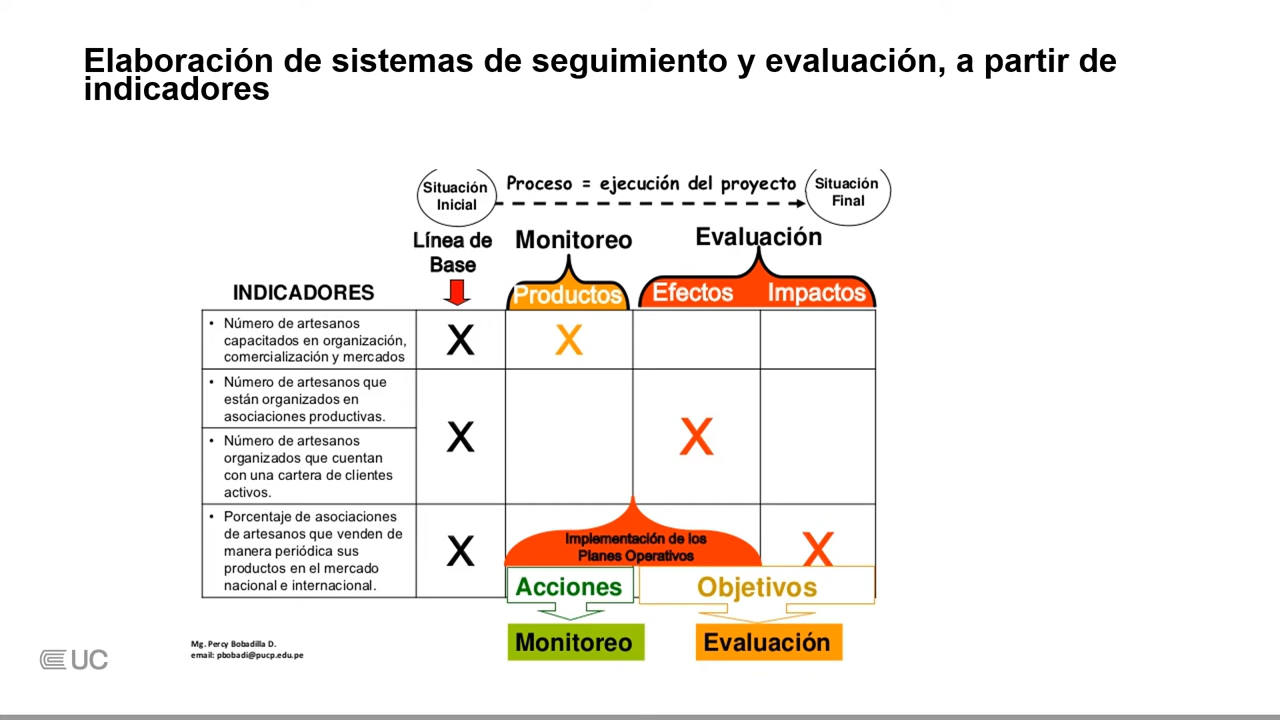 Elaboración de sistemas de seguimiento y evaluación, a partir de
indicadores
Situación
Inicial
Proceso = ejecución del proyecto
Situación
Final
Línea de
Base
Monitoreo
Evaluación
INDICADORES
Productos
Efectos
Impactos
• Número de artesanos
capacitados en organización,
comercialización y mercados
X
X
• Número de artesanos que
están organizados en
asociaciones productivas.
X
X
• Número de artesanos
organizados que cuentan
con una cartera de clientes
activos.
• Porcentaje de asociaciones
de artesanos que venden de
manera periódica sus
productos en el mercado
nacional e internacional.
X
X
Implementación de los
Planes Operativos
Acciones
Objetivos
Monitoreo
Evaluación
Mg. Percy Bobadilla D.
email: pbobadi@pucp.edu.pe
UC